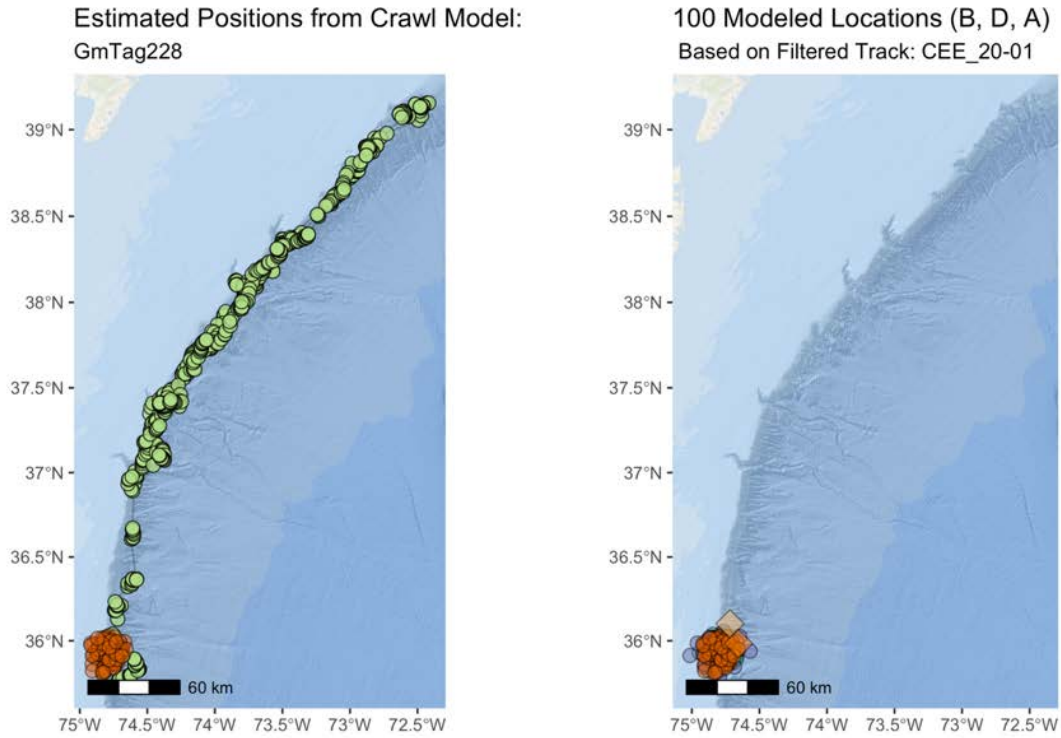 Estimated Positions from Crawl Model:
GmTag228
39°N
38.5°N
38°N
37.5°N
37°N
36.5°N
36°N
60 km
75°W 74.5°W 74°W 73.5°W 73°W 72.5°W
100 Modeled Locations (B, D, A)
Based on Filtered Track: CEE_20-01
39°N
38.5°N
38°N
37.5°N
37°N
36.5°N
36°N
60 km
75°W 74.5°W 74°W 73.5°W 73°W 72.5°W